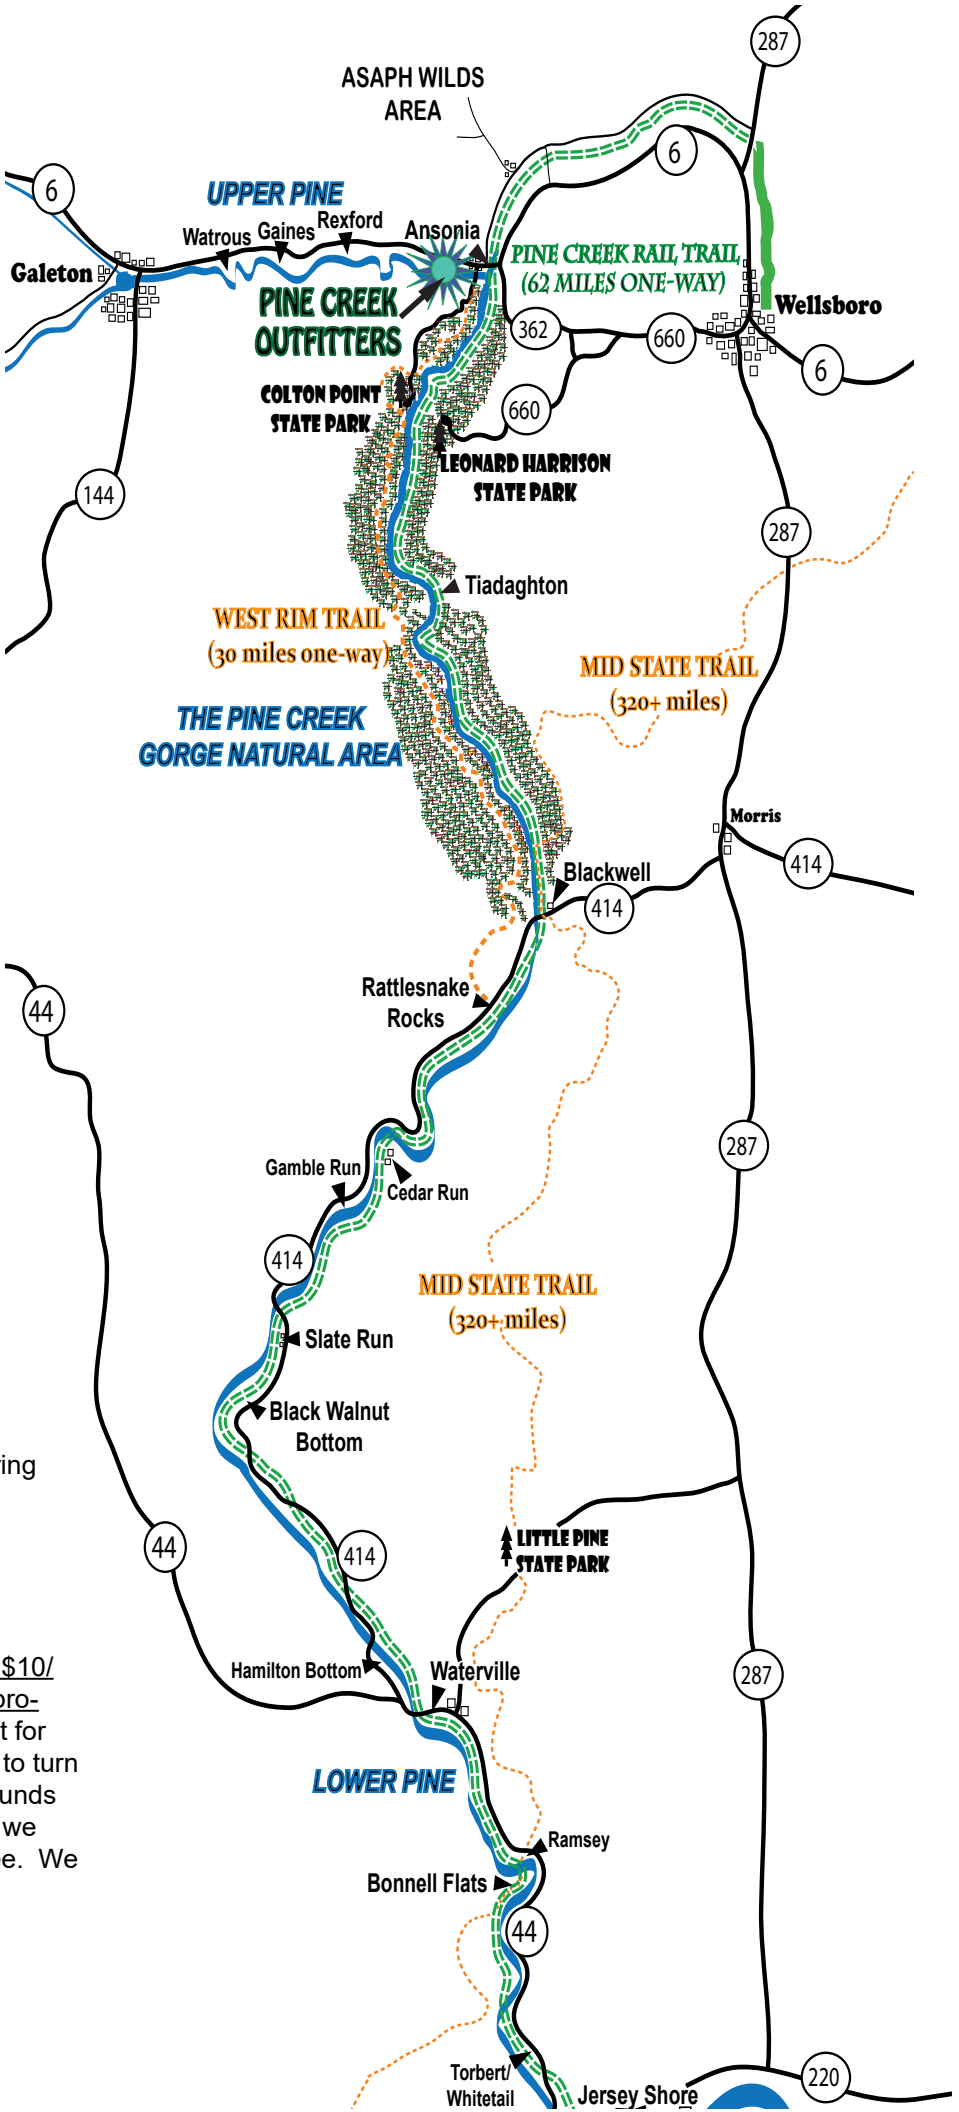 287
ASAPH WILDS
AREA
6
6
UPPER PINE
Watrous
Gaines
Rexford
Ansonia
Galeton
PINE CREEK RAIL TRAIL
(62 MILES ONE-WAY)
PINE CREEK
OUTFITTERS
Wellsboro
362
660
6
COLTON POINT
STATE PARK
660
LEONARD HARRISON
STATE PARK
144
287
Tiadaghton
WEST RIM TRAIL
(30 miles one-way)
MID STATE TRAIL
(320+ miles)
THE PINE CREEK
GORGE NATURAL AREA
Morris
414
Blackwell
414
Rattlesnake
Rocks
44
287
Gamble Run
Cedar Run
414
MID STATE TRAIL
(320+ miles)
Slate Run
Black Walnut
Bottom
ing
44
414
LITTLE PINE
STATE PARK
$10/
pro-
t for
to turn
ounds
we
e. We
Hamilton Bottom
Waterville
287
LOWER PINE
Ramsey
Bonnell Flats
44
Torbert/
Whitetail
Jersey Shore
220